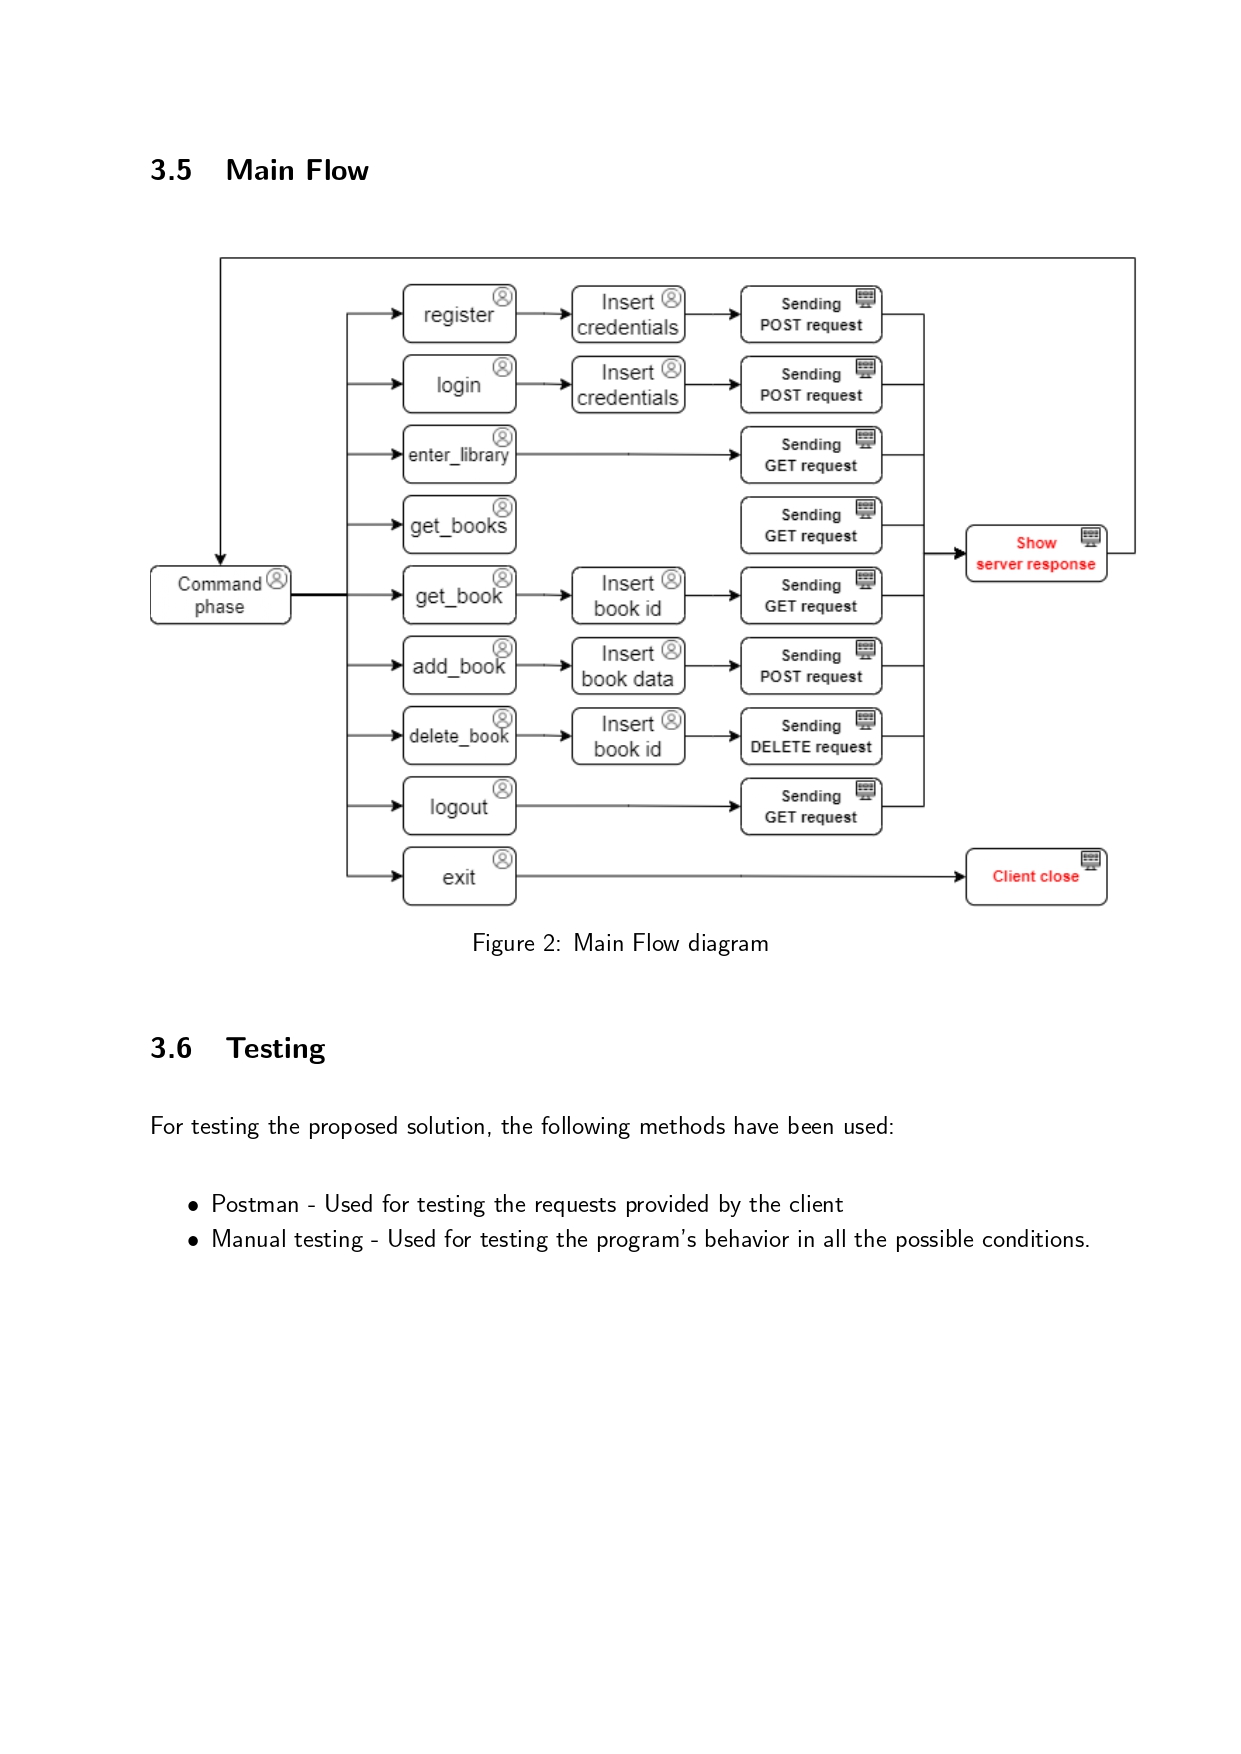 3.5 Main Flow
register
Insert
credentials
Sending
POST request
login
Insert
credentials
Sending
POST request
enter_library
Sending
GET request
get_books
Sending
GET request
Show
server response
Command
phase
get_book
Insert
book id
Sending
GET request
add_book
Insert
book data
Sending
POST request
delete_book
Insert
book id
Sending
DELETE request
logout
Sending
GET request
exit
Client close
Figure 2: Main Flow diagram
3.6 Testing
For testing the proposed solution, the following methods have been used:
• Postman - Used for testing the requests provided by the client
• Manual testing - Used for testing the program's behavior in all the possible conditions.